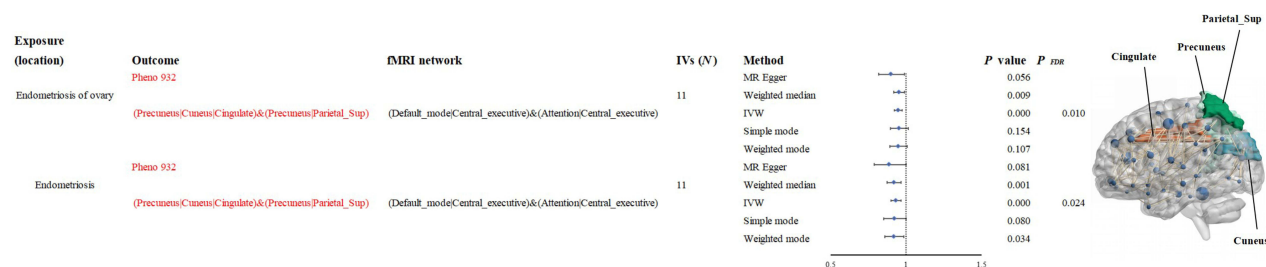 Parietal_Sup
Precuneus
Cingulate
Exposure
(location) Outcome fMRI network IVs (N) Method P value P FDR
Pheno 932 MR Egger 0.056
Endometriosis of ovary 11 Weighted median 0.009
(Precuneus|Cuneus|Cingulate)&(Precuneus|Parietal_Sup) (Default_mode|Central_executive)&(Attention|Central_executive) IVW 0.000 0.010
Simple mode 0.154
Weighted mode 0.107
Pheno 932 MR Egger 0.081
Endometriosis 11 Weighted median 0.001
(Precuneus|Cuneus|Cingulate)&(Precuneus|Parietal_Sup) (Default_mode|Central_executive)&(Attention|Central_executive) IVW 0.000 0.024
Simple mode 0.080
Weighted mode 0.034
Cuneus
0.5 1 1.5